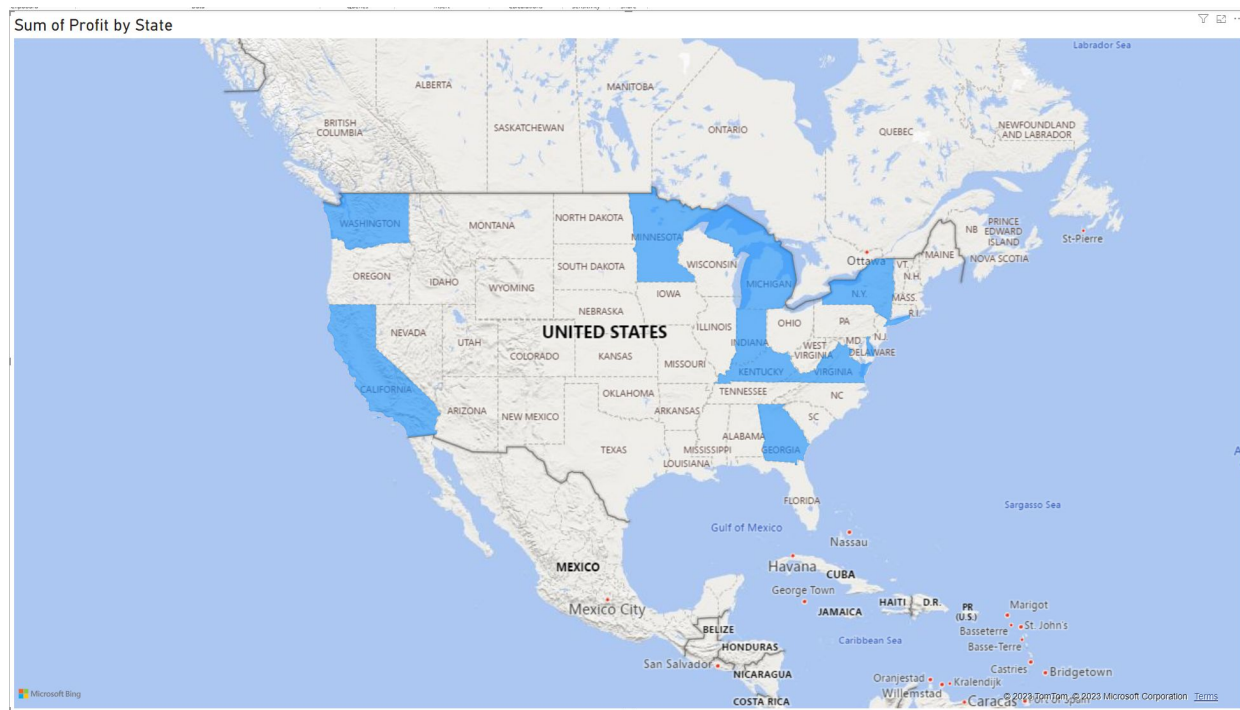 Sum of Profit by State
Labrador Sea
ALBERTA
MANITOBA
BRITISH
COLUMBIA
SASKATCHEWAN
ONTARIO
QUEBEC
NEWFOUNDLAND
AND LABRADOR
WASHINGTON
MONTANA
NORTH DAKOTA
MINNESOTA
NB
PRINCE
EDWARD
ISLAND
St-Pierre
Ottawa
MAINE
NOVA SCOTIA
VT.
N.H.
OREGON
IDAHO
WYOMING
SOUTH DAKOTA
WISCONSIN
MICHIGAN
N.Y.
MASS.
R.I.
IOWA
NEBRASKA
NEVADA
UTAH
UNITED STATES
ILLINOIS
INDIANA
OHIO
PA
N.J.
MD.
DELAWARE
WEST
VIRGINIA
COLORADO
KANSAS
MISSOURI
KENTUCKY
VIRGINIA
CALIFORNIA
OKLAHOMA
TENNESSEE
NC
ARIZONA
NEW MEXICO
ARKANSAS
SC
ALABAMA
TEXAS
MISSISSIPPI
GEORGIA
LOUISIANA
FLORIDA
Sargasso Sea
Gulf of Mexico
Nassau
MEXICO
Havana
CUBA
George Town
Mexico City
JAMAICA
HAITI
D.R.
PR
(U.S.)
Marigot
Basseterre
St. John's
Basse-Terre
BELIZE
HONDURAS
Caribbean Sea
San Salvador
NICARAGUA
Castries
Bridgetown
Oranjestad
Kralendijk
Willemstad
COSTA RICA
Caracas
Port of Spain
Microsoft Bing
© 2023 TomTom, © 2023 Microsoft Corporation Terms